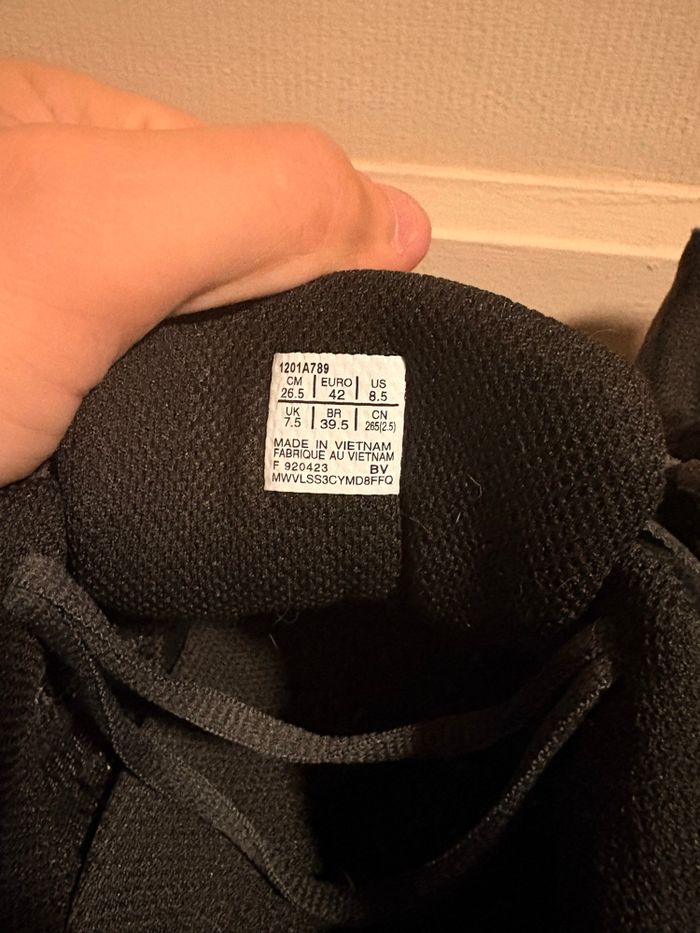 1201A789
CM EURO US
26.5 42 8.5
UK BR CN
7.5 39.5 265(2.5)
MADE IN VIETNAM
FABRIQUE AU VIETNAM
F 920423 BV
MWVLSS3CYMD8FFQ